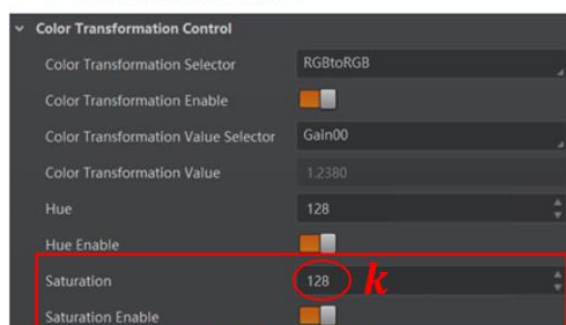 Color Transformation Control
Color Transformation Selector RGBtoRGB
Color Transformation Enable
Color Transformation Value Selector Gain00
Color Transformation Value 1.2380
Hue 128
Hue Enable
Saturation 128 k
Saturation Enable